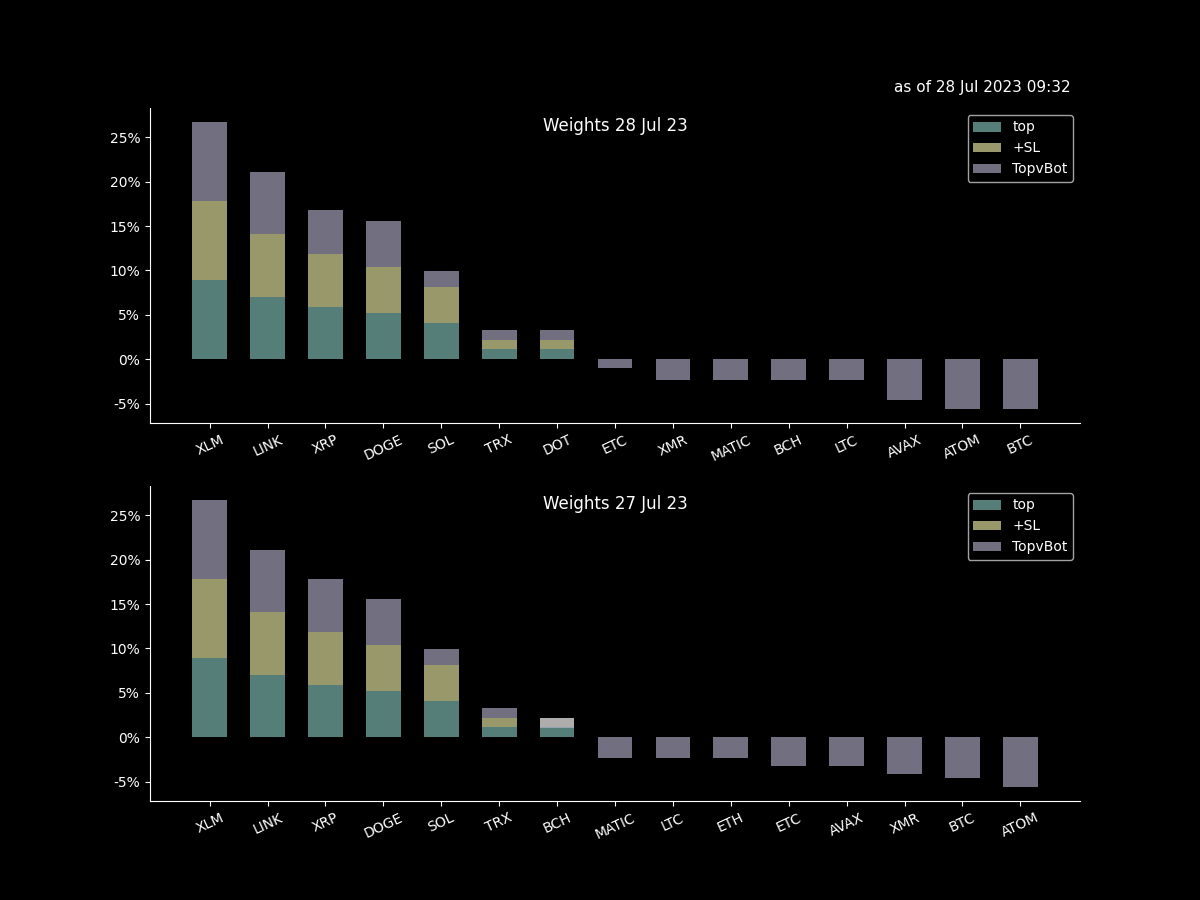 as of 28 Jul 2023 09:32
Weights 28 Jul 23
top
+SL
TopvBot
25%
20%
15%
10%
5%
0%
-5%
XLM LINK XRP DOGE SOL TRX DOT ETC XMR MATIC BCH LTC AVAX ATOM BTC
Weights 27 Jul 23
top
+SL
TopvBot
25%
20%
15%
10%
5%
0%
-5%
XLM LINK XRP DOGE SOL TRX BCH MATIC LTC ETH ETC AVAX XMR BTC ATOM